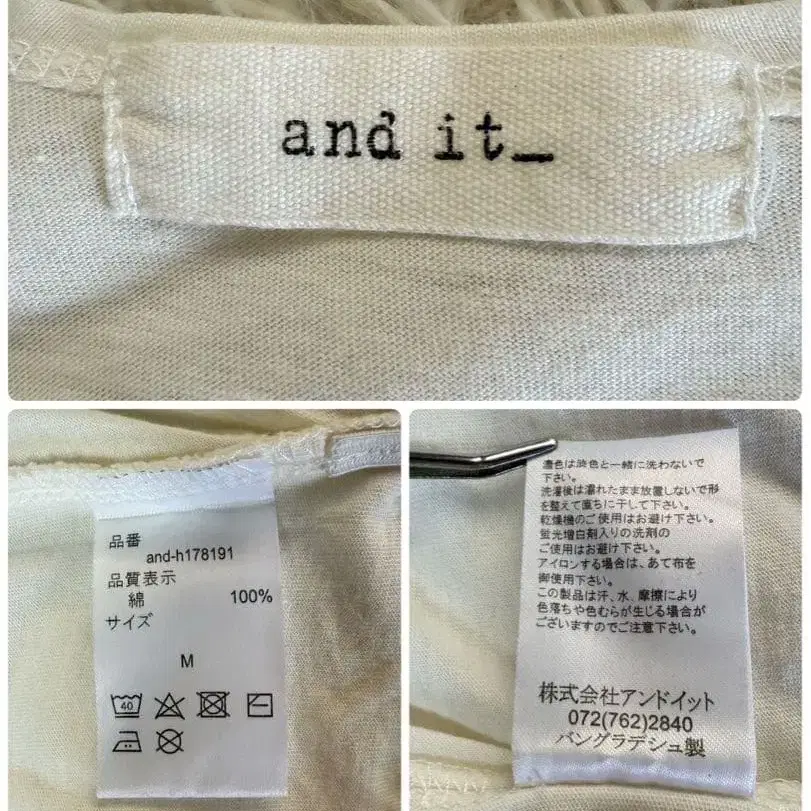 and it_
品番
and-h178191
品質表示
綿 100%
サイズ
M
40
濃色は淡色と一緒に洗わないで
下さい。
洗濯後は濡れたまま放置しないで形
を整えて直ちに干して下さい。
乾燥機のご使用はお避け下さい。
蛍光増白剤入りの洗剤の
ご使用はお避け下さい。
アイロンする場合は、あて布を
御使用下さい。
この製品は汗、水、摩擦により
色落ちや色むらが生じる場合が
ございますのでご注意下さい。
株式会社アンドイット
072(762)2840
バングラデシュ製